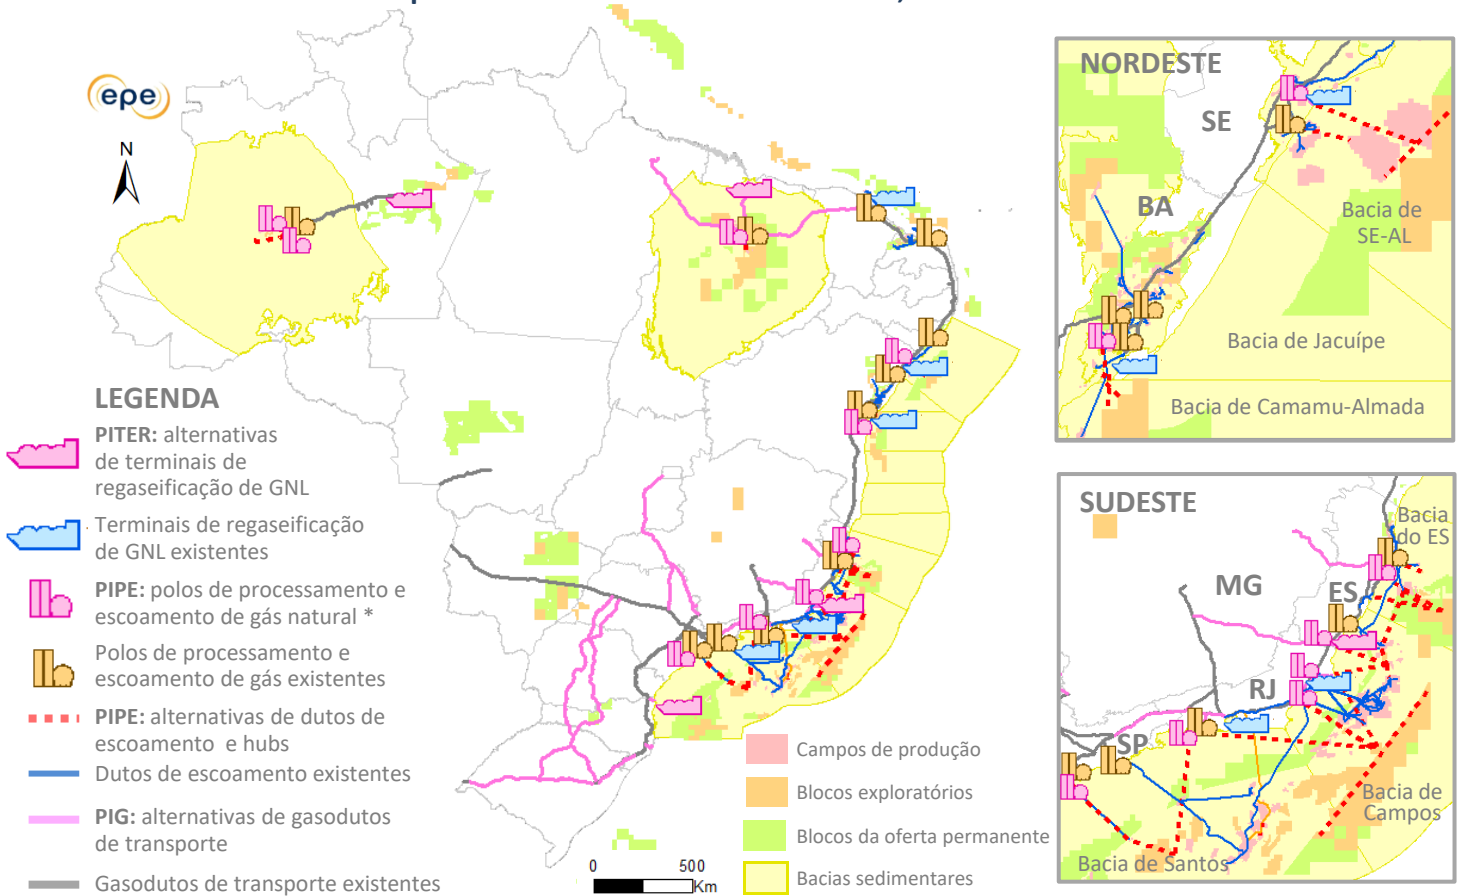 epe
N
LEGENDA
PITER: alternativas
de terminais de
regaseificação de GNL
Terminais de regaseificação
de GNL existentes
PIPE: polos de processamento e
escoamento de gás natural *
Polos de processamento e
escoamento de gás existentes
PIPE: alternativas de dutos de
escoamento e hubs
Dutos de escoamento existentes
PIG: alternativas de gasodutos
de transporte
Gasodutos de transporte existentes
0 500
Km
Campos de produção
Blocos exploratórios
Blocos da oferta permanente
Bacias sedimentares
NORDESTE
SE
BA
Bacia de
SE-AL
Bacia de Jacuípe
Bacia de Camamu-Almada
SUDESTE
Bacia
do ES
MG
ES
RJ
SP
Bacia de
Campos
Bacia de Santos